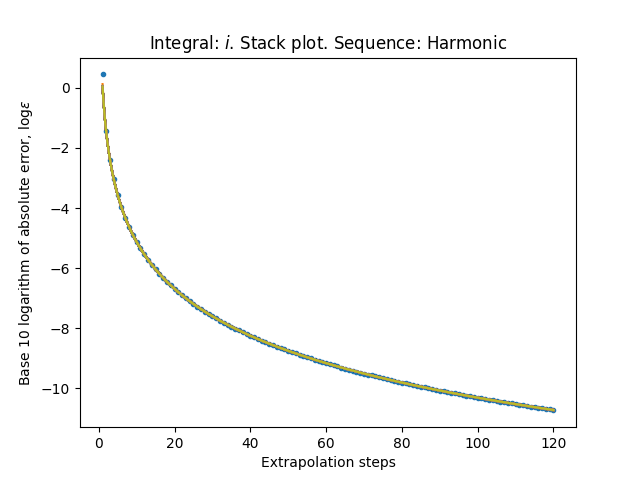 Integral: i. Stack plot. Sequence: Harmonic
Base 10 logarithm of absolute error, logε
0
−2
−4
−6
−8
−10
0 20 40 60 80 100 120
Extrapolation steps